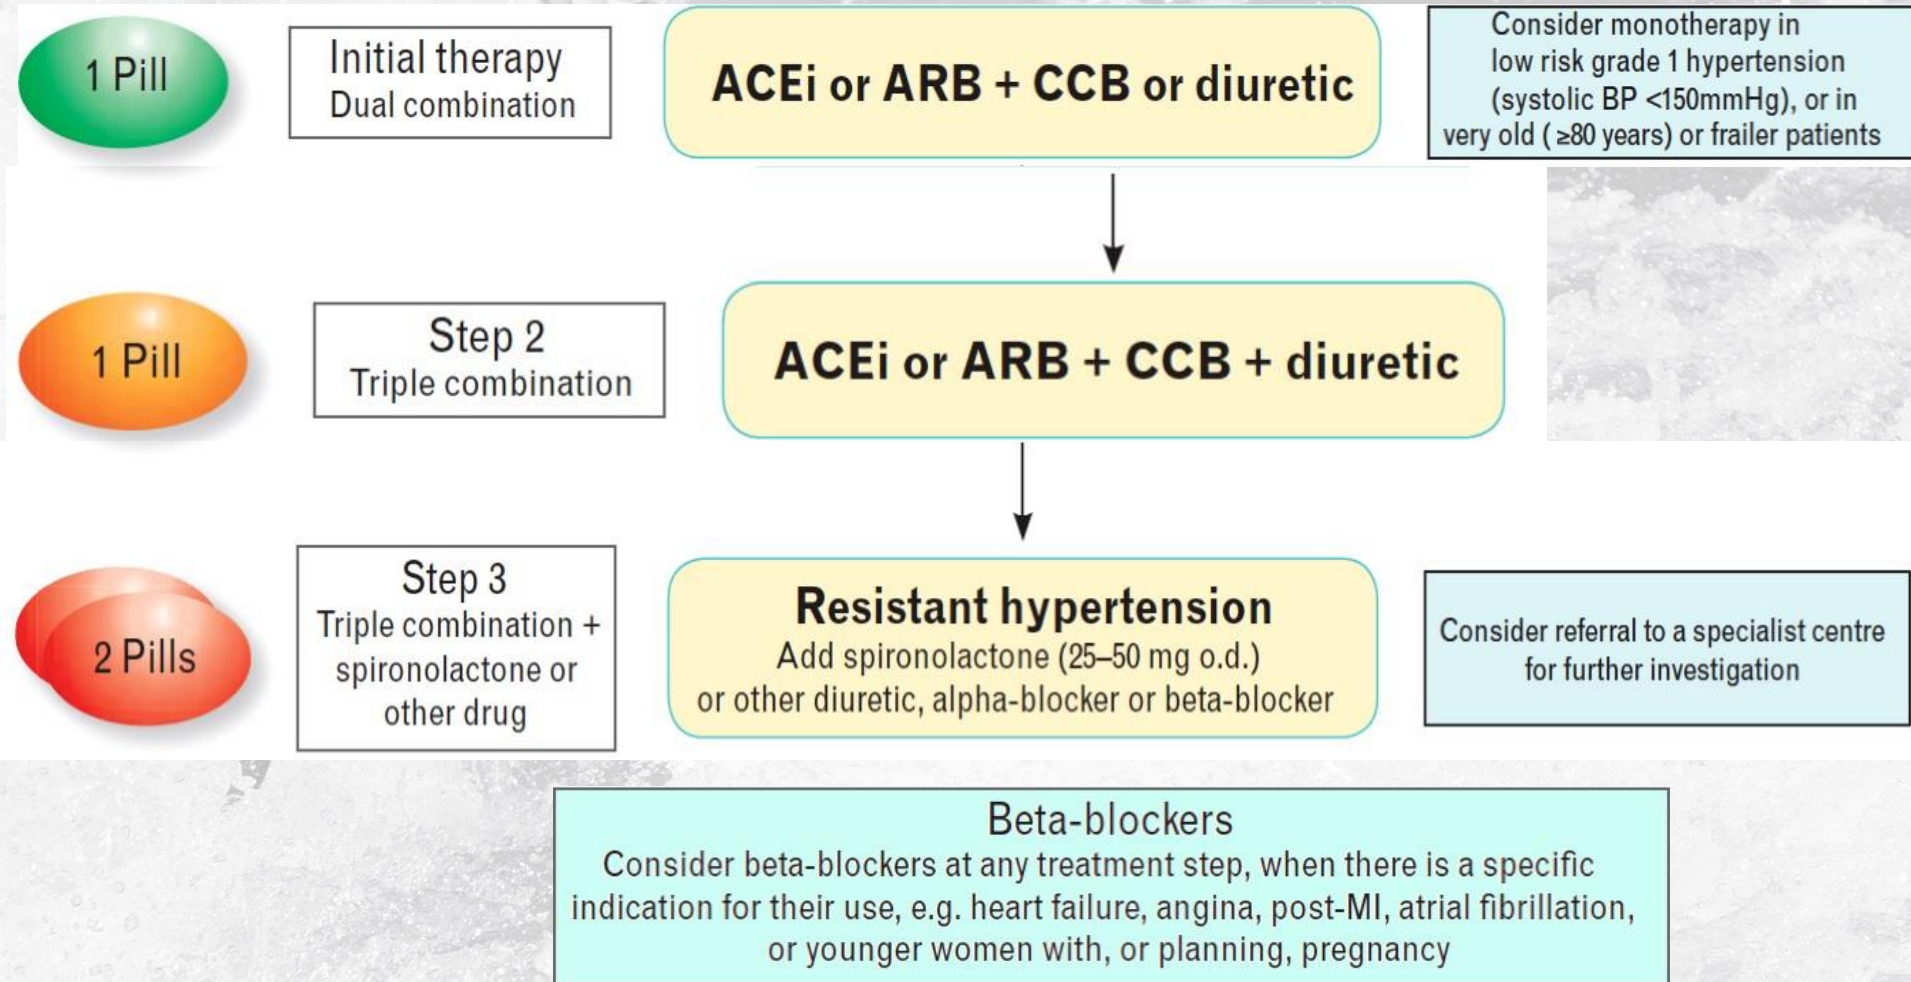 1 Pill
Initial therapy
Dual combination
ACEi or ARB + CCB or diuretic
Consider monotherapy in
low risk grade 1 hypertension
(systolic BP <150mmHg), or in
very old ( ≥80 years) or frailer patients
1 Pill
Step 2
Triple combination
ACEi or ARB + CCB + diuretic
2 Pills
Step 3
Triple combination +
spironolactone or
other drug
Resistant hypertension
Add spironolactone (25–50 mg o.d.)
or other diuretic, alpha-blocker or beta-blocker
Consider referral to a specialist centre
for further investigation
Beta-blockers
Consider beta-blockers at any treatment step, when there is a specific
indication for their use, e.g. heart failure, angina, post-MI, atrial fibrillation,
or younger women with, or planning, pregnancy